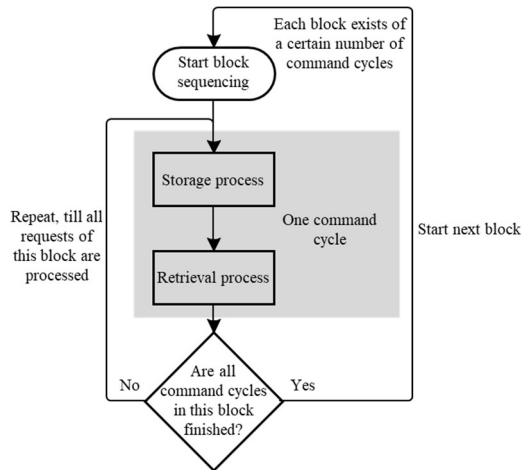 Each block exists of
a certain number of
command cycles
Start block
sequencing
Storage process
One command
cycle
Retrieval process
Repeat, till all
requests of
this block are
processed
Start next block
Are all
command cycles
in this block
finished?
No
Yes